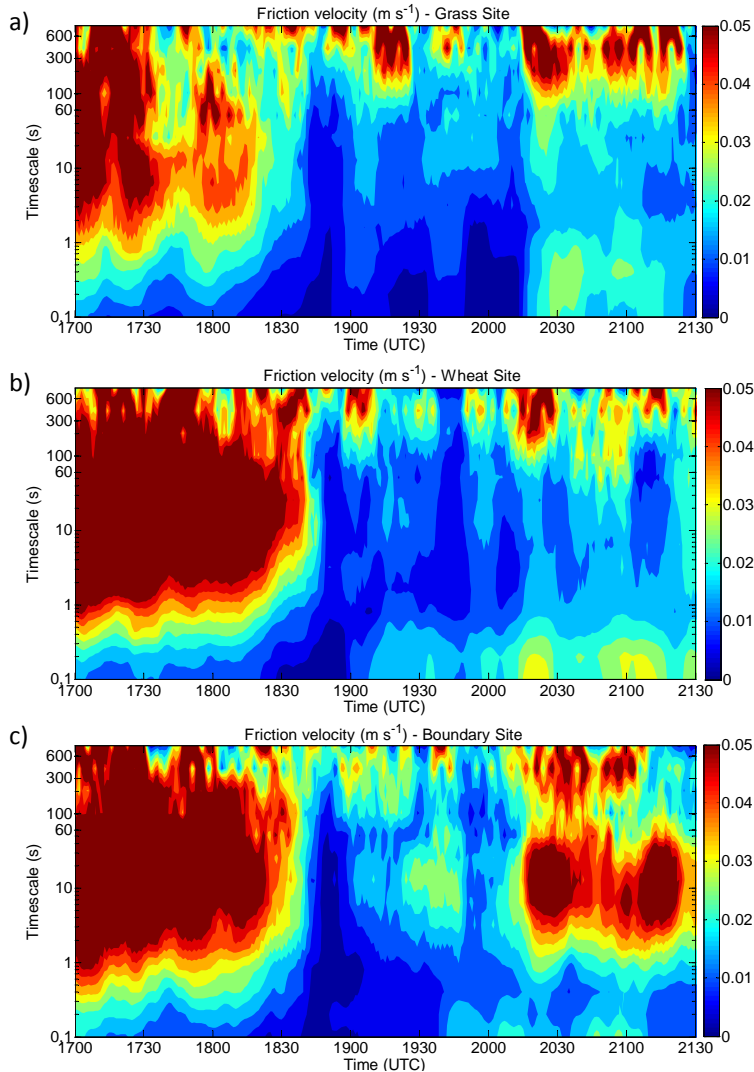 a)
Friction velocity (m s⁻¹) - Grass Site
Timescale (s)
600
300
100
60
10
1
0,1
1700 1730 1800 1830 1900 1930 2000 2030 2100 2130
Time (UTC)
0.05
0.04
0.03
0.02
0.01
0
b)
Friction velocity (m s⁻¹) - Wheat Site
Timescale (s)
600
300
100
60
10
1
0,1
1700 1730 1800 1830 1900 1930 2000 2030 2100 2130
Time (UTC)
0.05
0.04
0.03
0.02
0.01
0
c)
Friction velocity (m s⁻¹) - Boundary Site
Timescale (s)
600
300
100
60
10
1
0,1
1700 1730 1800 1830 1900 1930 2000 2030 2100 2130
Time (UTC)
0.05
0.04
0.03
0.02
0.01
0